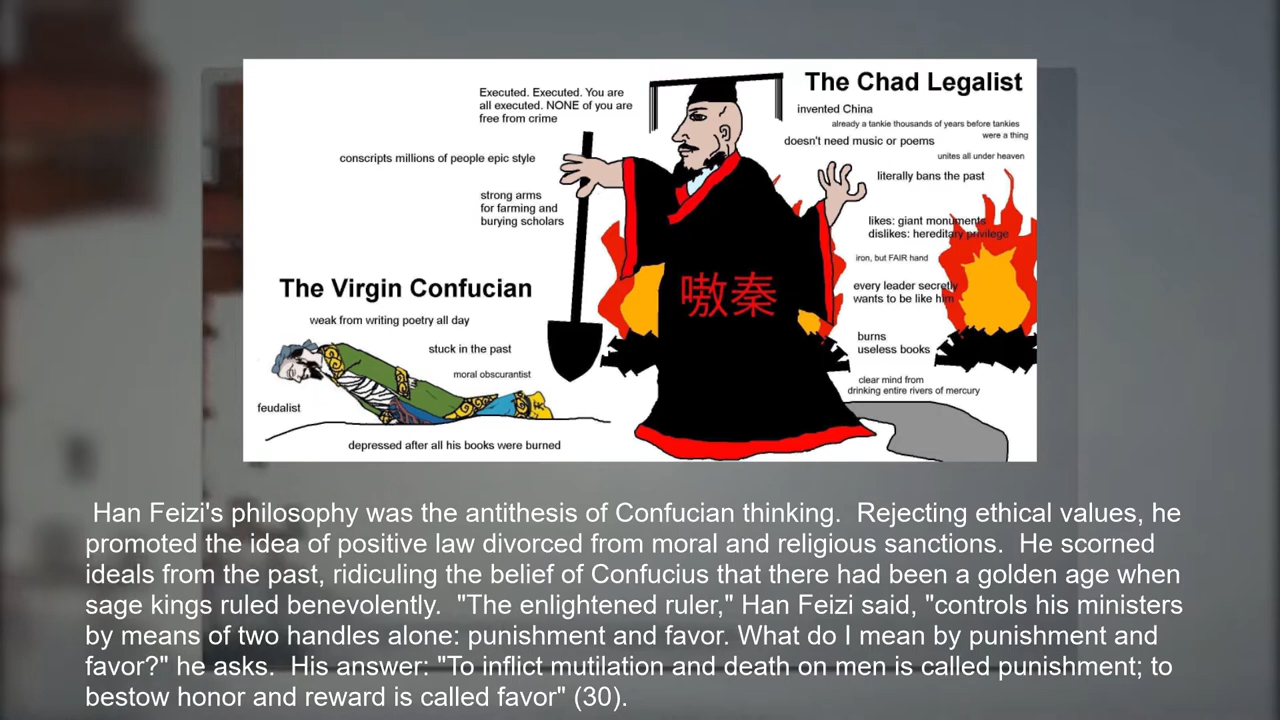 The Chad Legalist
Executed. Executed. You are
all executed. NONE of you are
free from crime
invented China
already a tankie thousands of years before tankies
were a thing
doesn't need music or poems
unites all under heaven
conscripts millions of people epic style
literally bans the past
strong arms
for farming and
burying scholars
likes: giant monuments
dislikes: hereditary privilege
iron, but FAIR hand
every leader secretly
wants to be like him
嗷秦
burns
useless books
clear mind from
drinking entire rivers of mercury
The Virgin Confucian
weak from writing poetry all day
stuck in the past
moral obscurantist
feudalist
depressed after all his books were burned
Han Feizi's philosophy was the antithesis of Confucian thinking.  Rejecting ethical values, he
promoted the idea of positive law divorced from moral and religious sanctions.  He scorned
ideals from the past, ridiculing the belief of Confucius that there had been a golden age when
sage kings ruled benevolently.  "The enlightened ruler," Han Feizi said, "controls his ministers
by means of two handles alone: punishment and favor. What do I mean by punishment and
favor?" he asks.  His answer: "To inflict mutilation and death on men is called punishment; to
bestow honor and reward is called favor" (30).